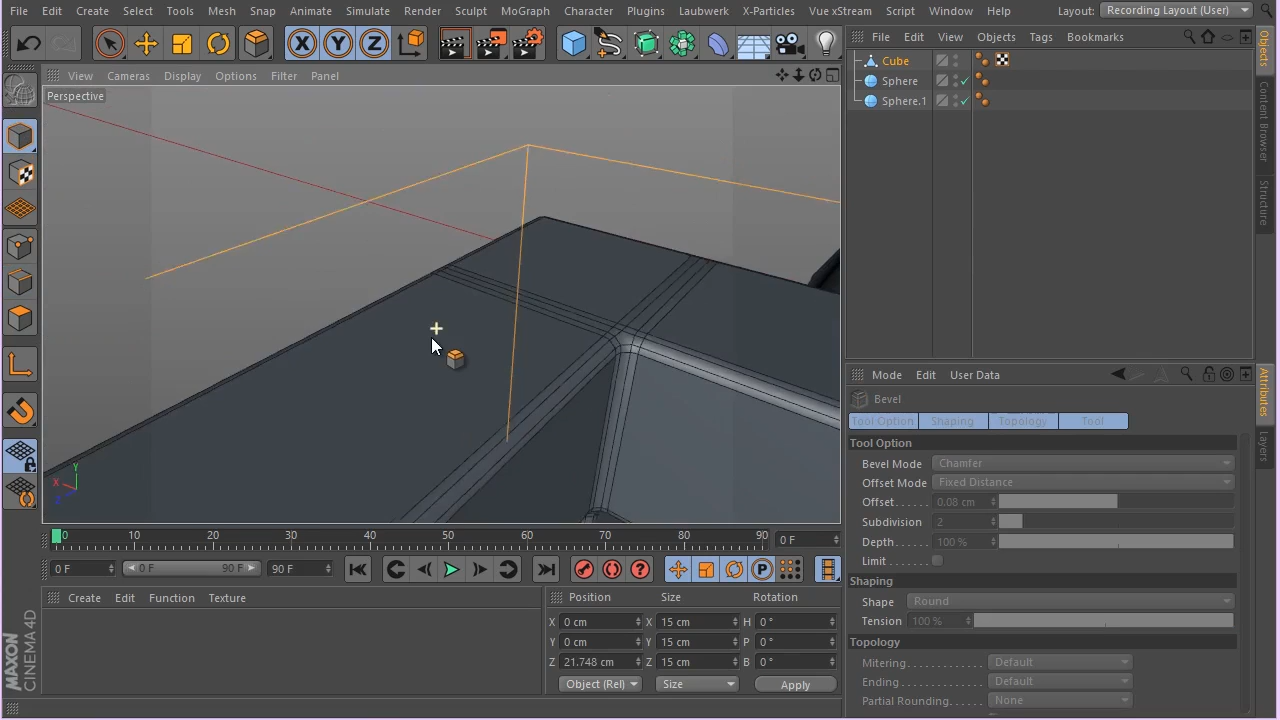 File Edit Create Select Tools Mesh Snap Animate Simulate Render Sculpt MoGraph Character Plugins Laubwerk X-Particles Vue xStream Script Window Help Layout: Recording Layout (User)
X Y Z
File Edit View Objects Tags Bookmarks
View Cameras Display Options Filter Panel
Perspective
Cube
Sphere
Sphere.1
Objects
Content Browser
Structure
Y
X
Z
Mode Edit User Data
Bevel
Tool Option Shaping Topology Tool
Tool Option
Bevel Mode Chamfer
Offset Mode Fixed Distance
Offset...... 0.08 cm
Subdivision 2
Depth...... 100 %
Limit......
Shaping
Shape Round
Tension 100 %
Topology
Mitering............ Default
Ending.............. Default
Partial Rounding.... None
Attributes
Layers
0 10 20 30 40 50 60 70 80 90 0 F
0 F 0 F 90 F 90 F
P
Create Edit Function Texture
Position Size Rotation
X 0 cm X 15 cm H 0 °
Y 0 cm Y 15 cm P 0 °
Z 21.748 cm Z 15 cm B 0 °
Object (Rel) Size Apply
MAXON
CINEMA 4D